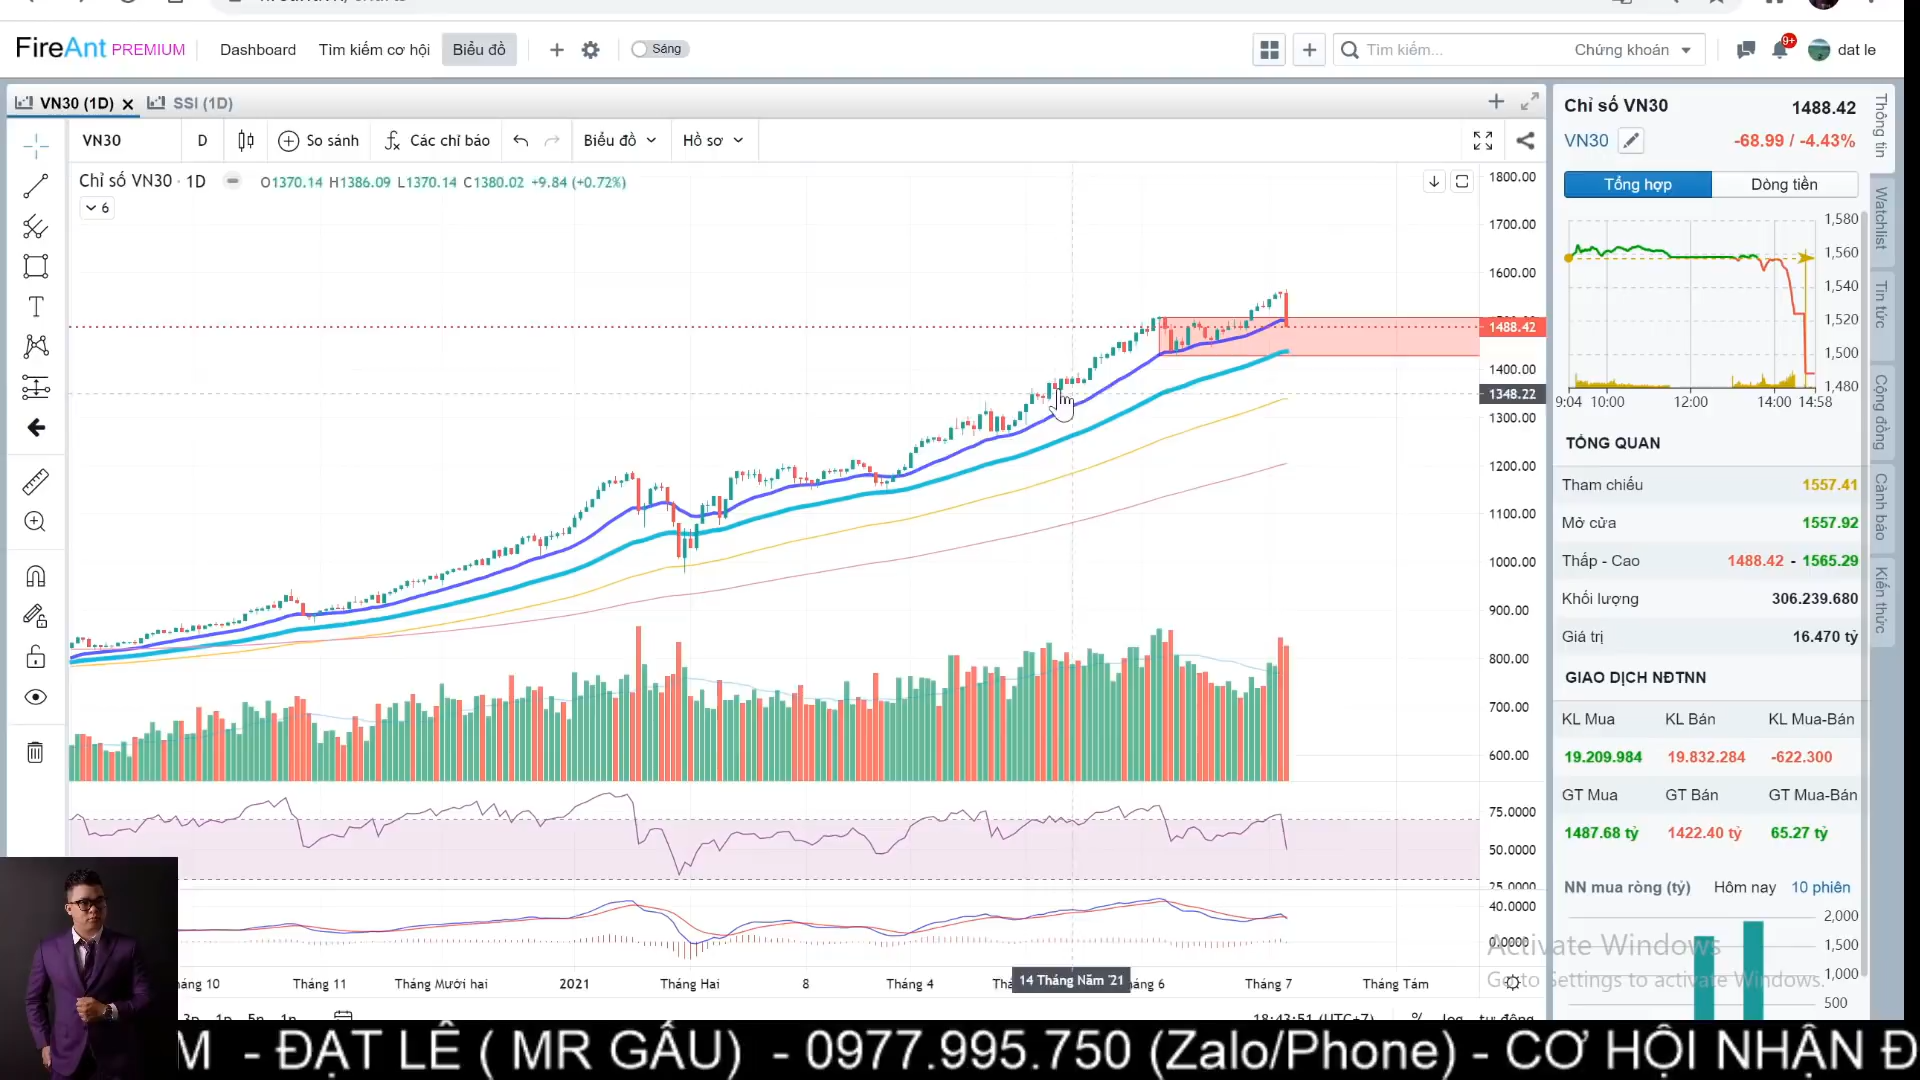 FireAnt PREMIUM Dashboard Tìm kiếm cơ hội Biểu đồ Sáng Tìm kiếm... Chứng khoán 9+ dat le
VN30 (1D) SSI (1D)
VN30 D So sánh Các chỉ báo Biểu đồ Hồ sơ
Chỉ số VN30 · 1D O1370.14 H1386.09 L1370.14 C1380.02 +9.84 (+0.72%)
6
1800.00
1700.00
1600.00
1488.42
1400.00
1348.22
1300.00
1200.00
1100.00
1000.00
900.00
800.00
700.00
600.00
75.0000
50.0000
25.0000
40.0000
0.0000
Tháng 11 Tháng Mười hai 2021 Tháng Hai 8 Tháng 4 14 Tháng Năm '21 Tháng 7 Tháng Tám
18:43:51 (UTC+7) % log tự động
Chỉ số VN30 1488.42
VN30 -68.99 / -4.43%
Tổng hợp Dòng tiền
1,580
1,560
1,540
1,520
1,500
1,480
9:04 10:00 12:00 14:00 14:58
TỔNG QUAN
Tham chiếu 1557.41
Mở cửa 1557.92
Thấp - Cao 1488.42 - 1565.29
Khối lượng 306.239.680
Giá trị 16.470 tỷ
GIAO DỊCH NĐTNN
KL Mua KL Bán KL Mua-Bán
19.209.984 19.832.284 -622.300
GT Mua GT Bán GT Mua-Bán
1487.68 tỷ 1422.40 tỷ 65.27 tỷ
NN mua ròng (tỷ) Hôm nay 10 phiên
2,000
1,500
1,000
500
Activate Windows
Go to Settings to activate Windows.
Thông tin
Watchlist
Tin tức
Cộng đồng
Cảnh báo
Kiến thức
M - ĐẠT LÊ ( MR GẤU) - 0977.995.750 (Zalo/Phone) - CƠ HỘI NHẬN Đ